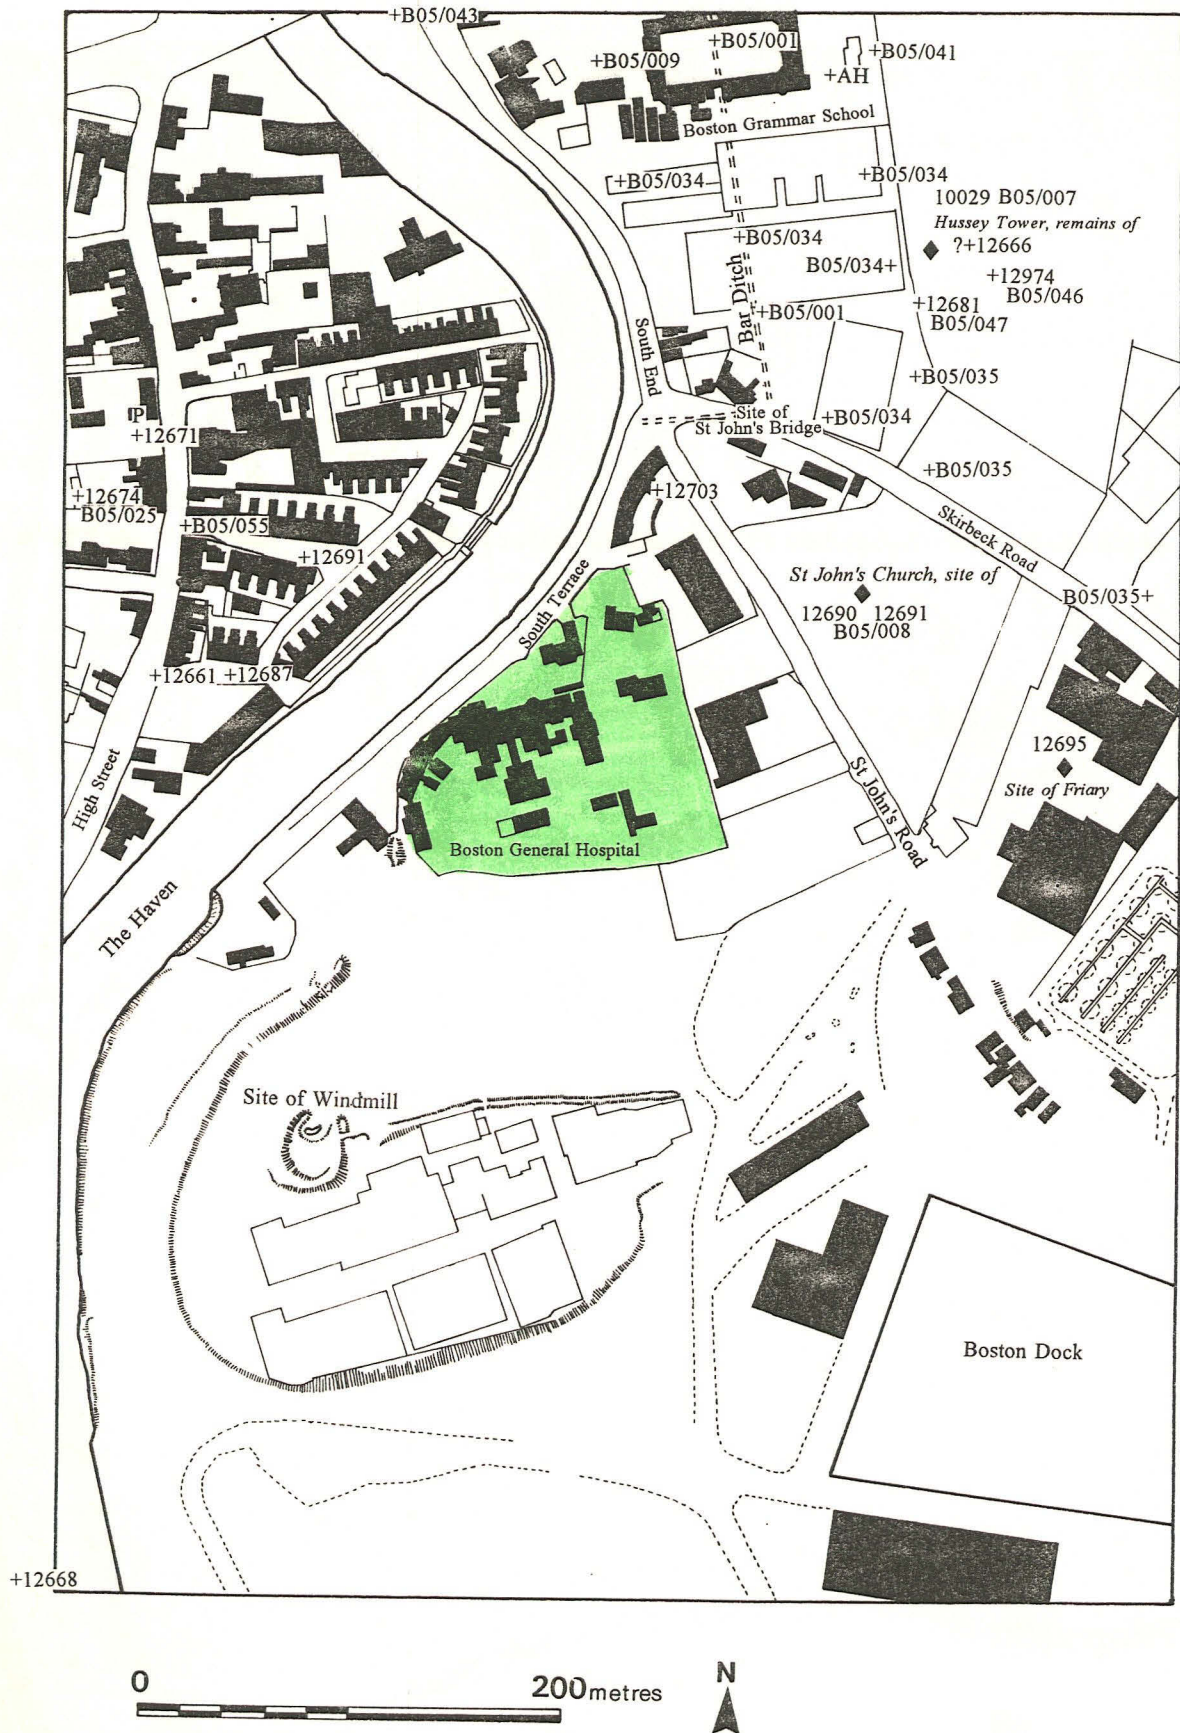 +B05/043
+B05/001
+B05/009
+B05/041
+AH
Boston Grammar School
+B05/034
+B05/034
10029 B05/007
Hussey Tower, remains of
?+12666
+B05/034
B05/034+
+12974
B05/046
+12681
B05/047
Bar Ditch
+B05/001
South End
+B05/035
P
+12671
Site of
St John's Bridge
+B05/034
+B05/035
+12674
B05/025
+B05/055
+12691
+12703
Skirbeck Road
St John's Church, site of
12690 12691
B05/008
B05/035+
South Terrace
+12661 +12687
High Street
12695
Site of Friary
St John's Road
Boston General Hospital
The Haven
Site of Windmill
Boston Dock
+12668
0 200 metres
N